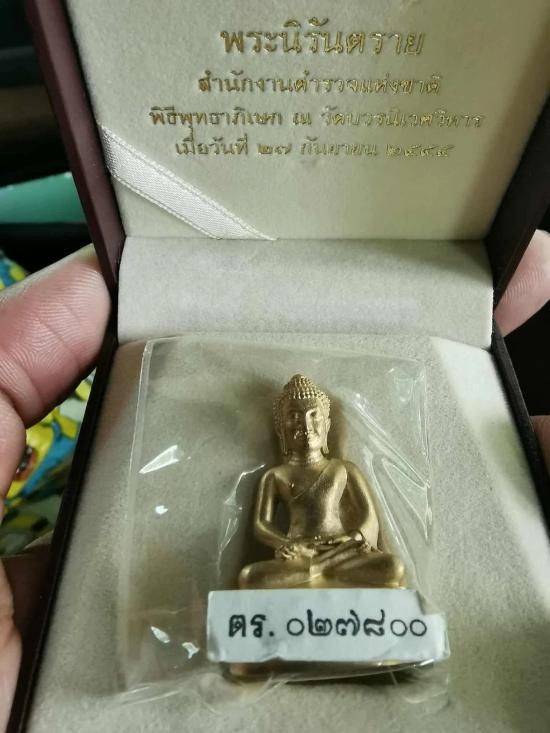 พระนิรันตราย
สำนักงานตำรวจแห่งชาติ
พิธีพุทธาภิเษก ณ วัดบวรนิเวศวิหาร
เมื่อวันที่ ๒๗ กันยายน ๒๕๔๔
ตร. ๐๒๗๘๐๐